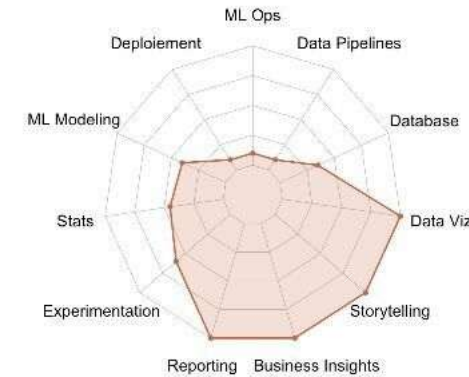 ML Ops
Deploiement
Data Pipelines
ML Modeling
Database
Stats
Data Viz
Experimentation
Storytelling
Reporting
Business Insights